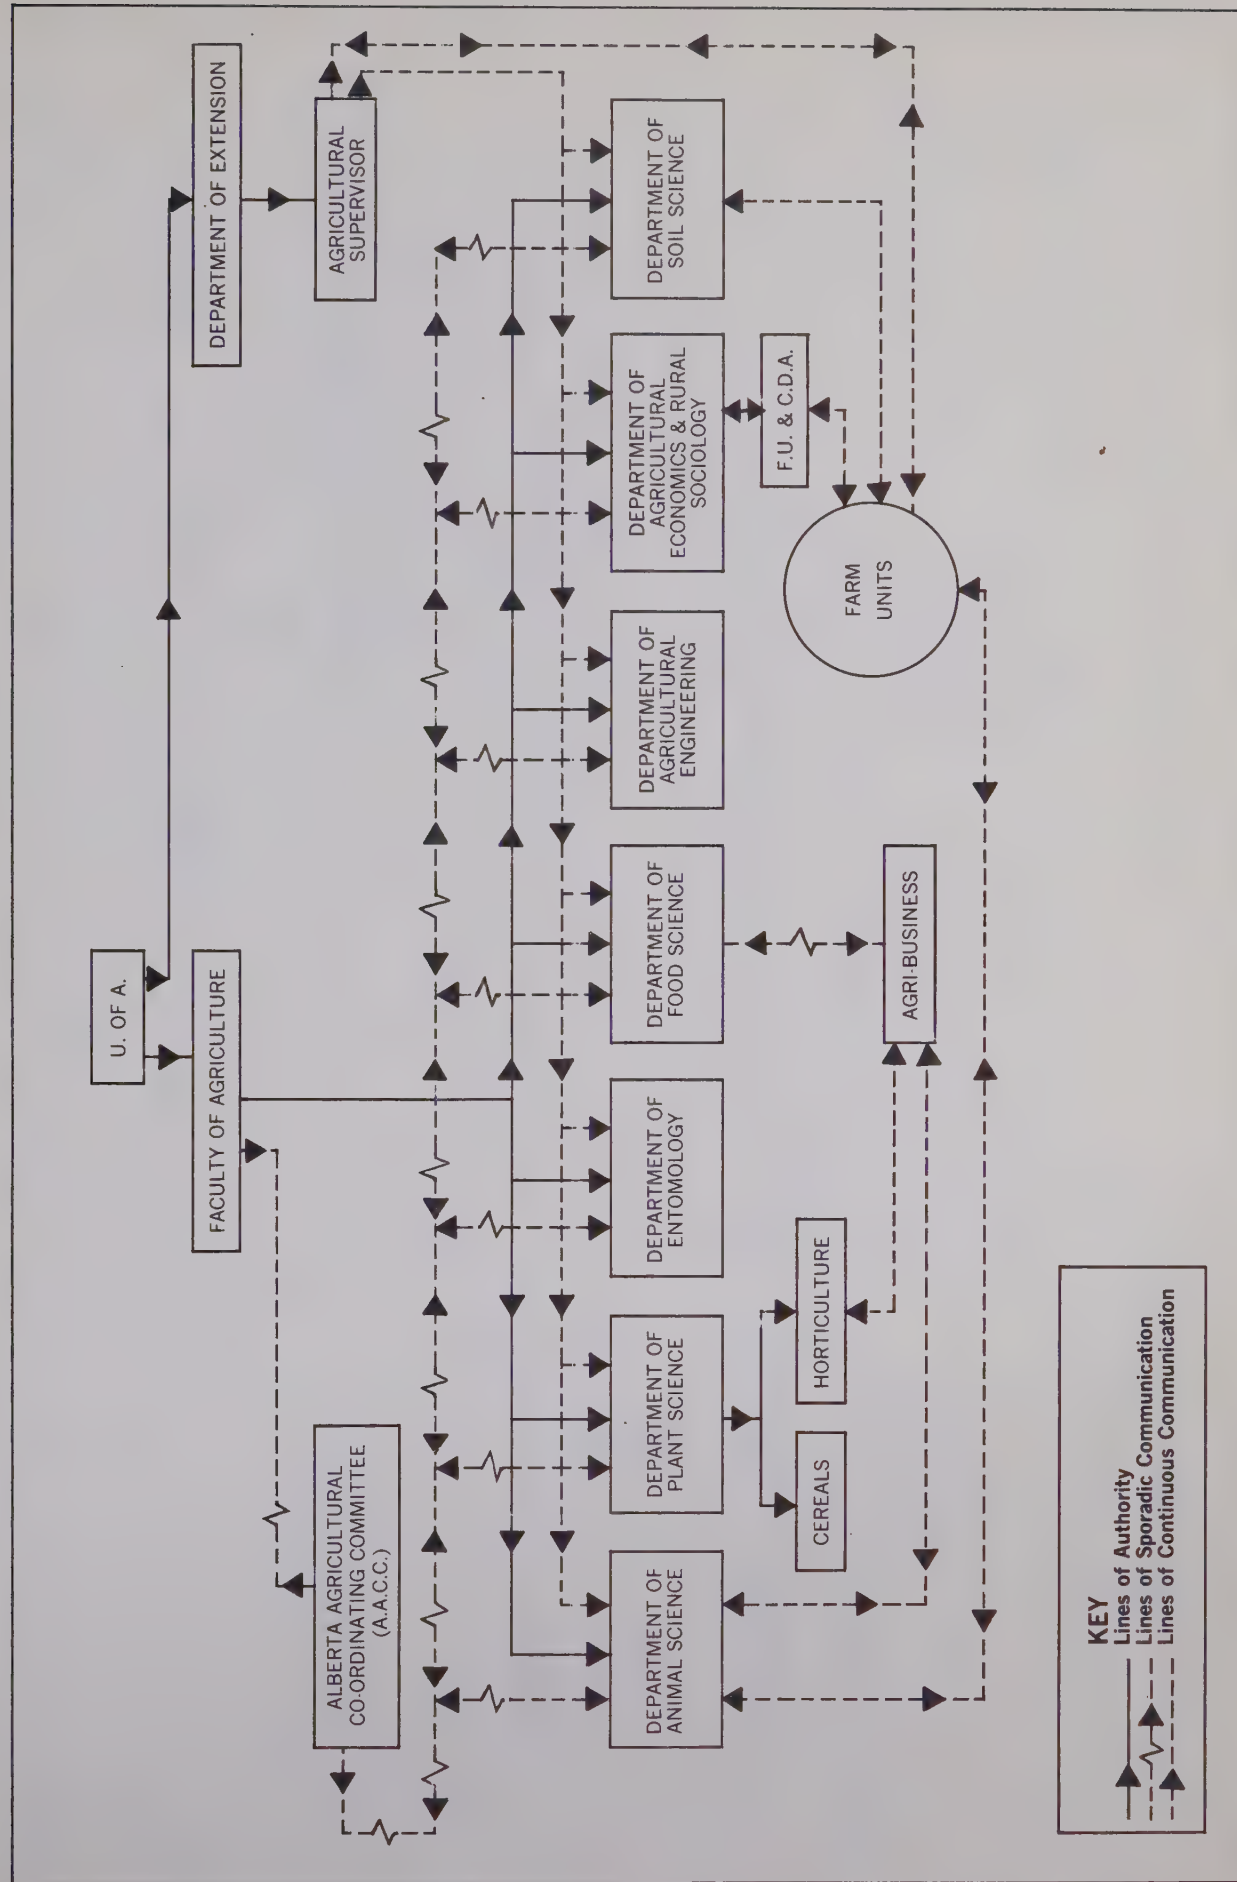 U. OF A.
FACULTY OF AGRICULTURE
DEPARTMENT OF EXTENSION
ALBERTA AGRICULTURAL
CO-ORDINATING COMMITTEE
(A.A.C.C.)
AGRICULTURAL
SUPERVISOR
DEPARTMENT OF
ANIMAL SCIENCE
DEPARTMENT OF
PLANT SCIENCE
DEPARTMENT OF
ENTOMOLOGY
DEPARTMENT OF
FOOD SCIENCE
DEPARTMENT OF
AGRICULTURAL
ENGINEERING
DEPARTMENT OF
AGRICULTURAL
ECONOMICS & RURAL
SOCIOLOGY
DEPARTMENT OF
SOIL SCIENCE
CEREALS
HORTICULTURE
F.U. & C.D.A.
AGRI-BUSINESS
FARM
UNITS
KEY
Lines of Authority
Lines of Sporadic Communication
Lines of Continuous Communication